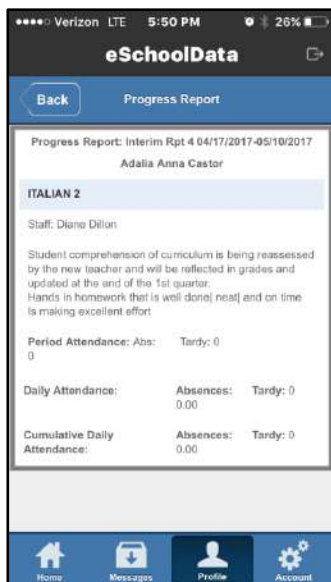 Verizon LTE 5:50 PM 26%
eSchoolData
Back Progress Report
Progress Report: Interim Rpt 4 04/17/2017-05/10/2017
Adalia Anna Castor
ITALIAN 2
Staff: Diane Dillon
Student comprehension of curriculum is being reassessed
by the new teacher and will be reflected in grades and
updated at the end of the 1st quarter.
Hands in homework that is well done| neat| and on time
Is making excellent effort
Period Attendance: Abs: Tardy: 0
0
Daily Attendance: Absences: Tardy: 0
0.00
Cumulative Daily Absences: Tardy: 0
Attendance: 0.00
Home Messages Profile Account